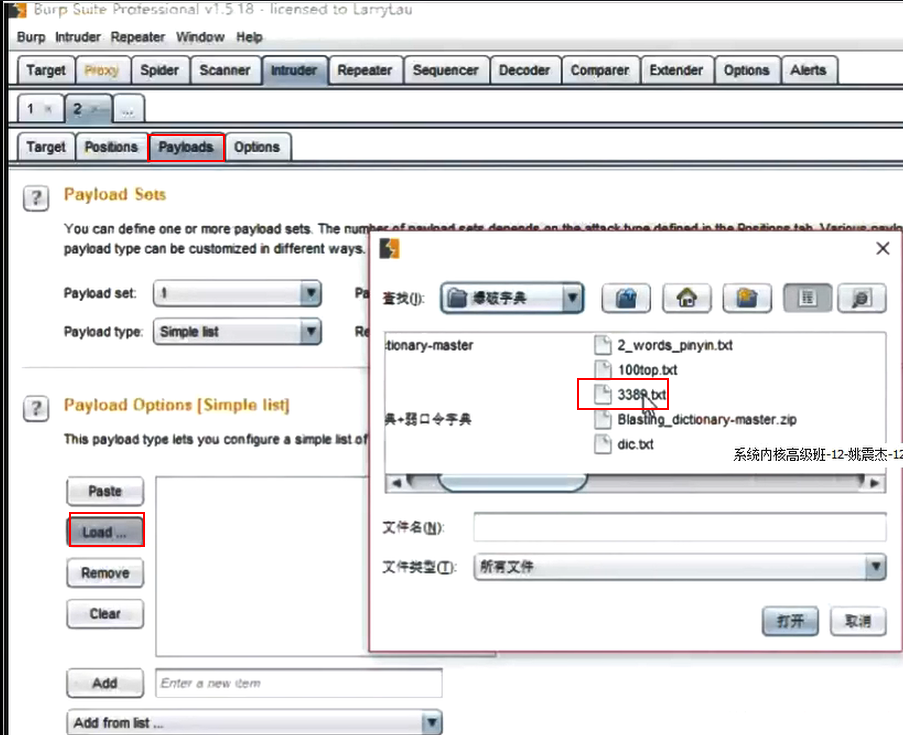 Burp Suite Professional v1.5.18 - licensed to LarryLau
Burp Intruder Repeater Window Help
Target Proxy Spider Scanner Intruder Repeater Sequencer Decoder Comparer Extender Options Alerts
1 × 2 × ...
Target Positions Payloads Options
? Payload Sets
You can define one or more payload sets. The number of payload sets depends on the attack type defined in the Positions tab. Various
payload type can be customized in different ways.
Payload set: 1 Pa
Payload type: Simple list Re
? Payload Options [Simple list]
This payload type lets you configure a simple list of
Paste
Load ...
Remove
Clear
Add Enter a new item
Add from list ...
查找(I): 爆破字典
tionary-master 2_words_pinyin.txt
100top.txt
3389.txt
典+弱口令字典 Blasting_dictionary-master.zip
dic.txt
系统内核高级班-12-姚震杰-12
文件名(N):
文件类型(T): 所有文件
打开 取消